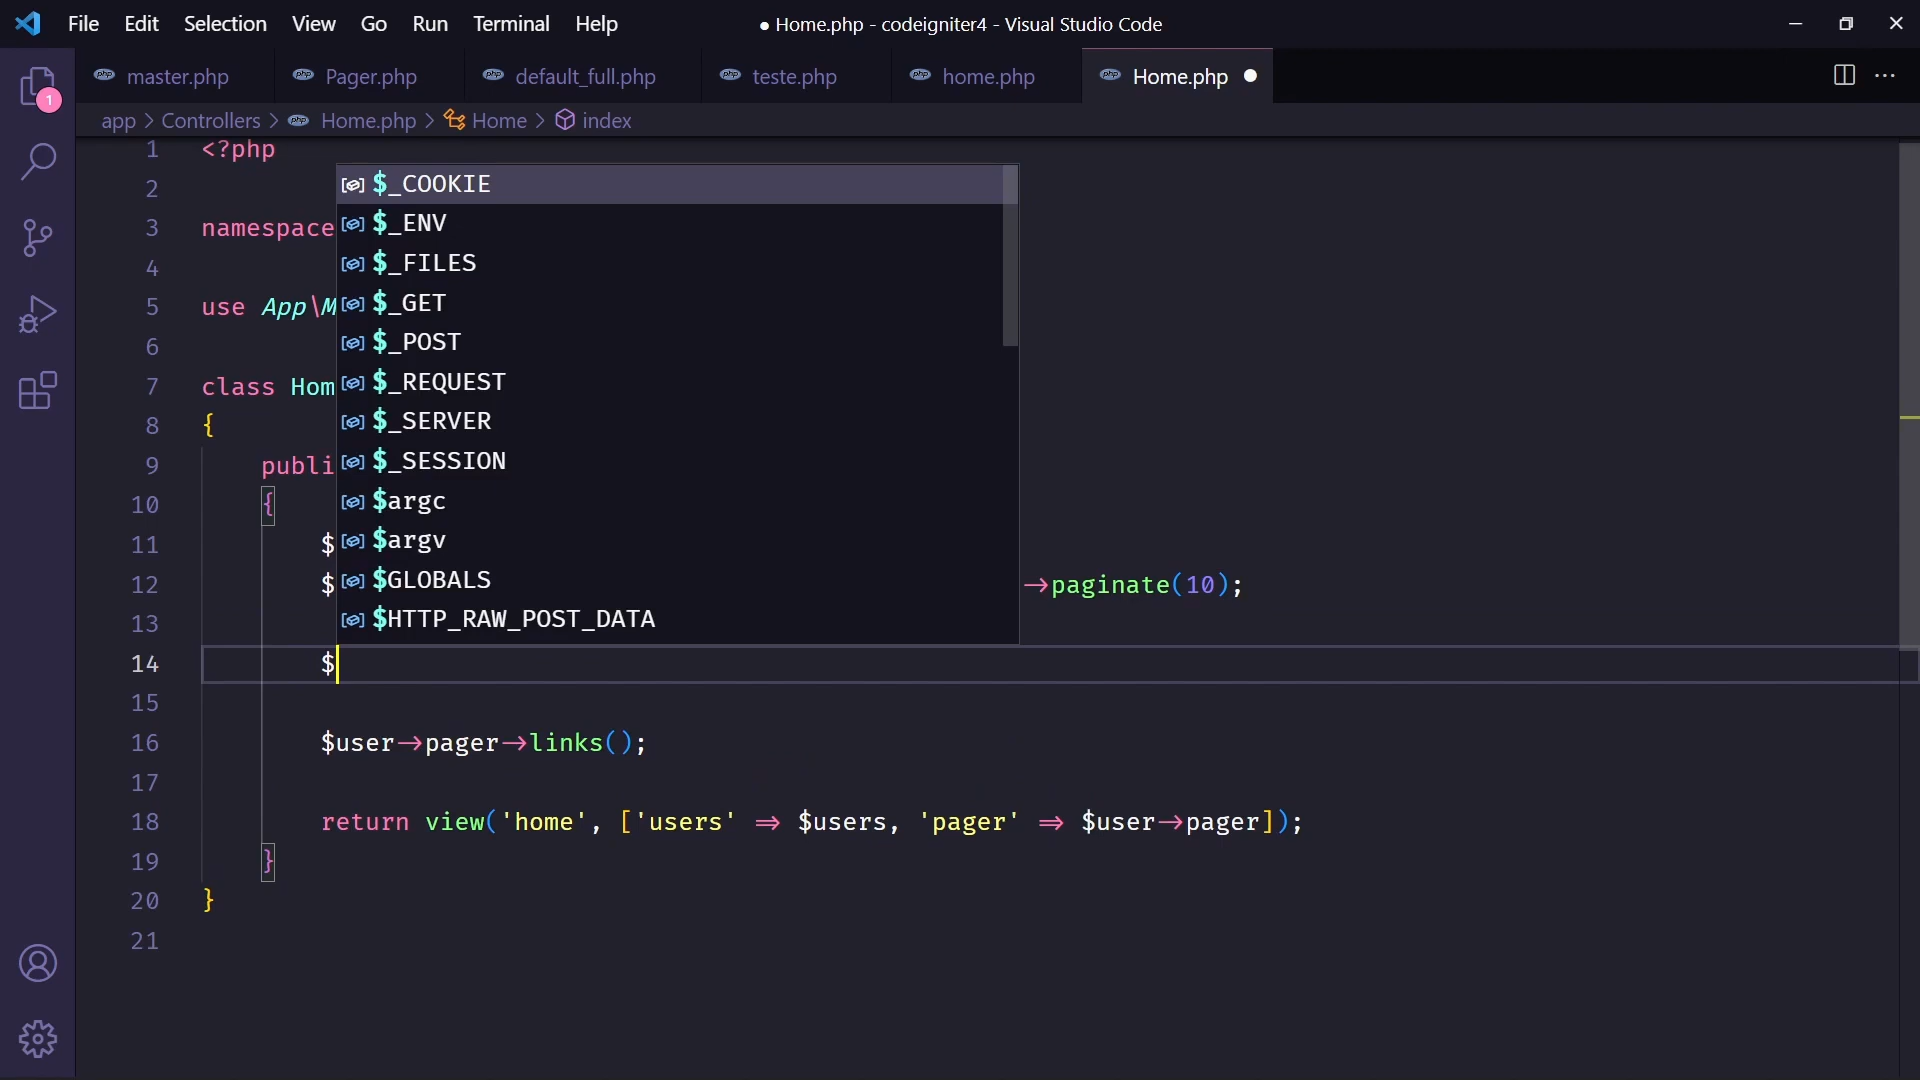 File Edit Selection View Go Run Terminal Help ● Home.php - codeigniter4 - Visual Studio Code
master.php Pager.php default_full.php teste.php home.php Home.php
app > Controllers > Home.php > Home > index
1 <?php
$_COOKIE
2
3 namespace
$_ENV
4
$_FILES
5 use App\M
$_GET
6
$_POST
7 class Hom
$_REQUEST
8 {
$_SERVER
9 publi
$_SESSION
10 {
$argc
11 $
$argv
12 $ →paginate(10);
$GLOBALS
13
$HTTP_RAW_POST_DATA
14 $
15
16 $user→pager→links();
17
18 return view('home', ['users' ⇒ $users, 'pager' ⇒ $user→pager]);
19 }
20 }
21
1